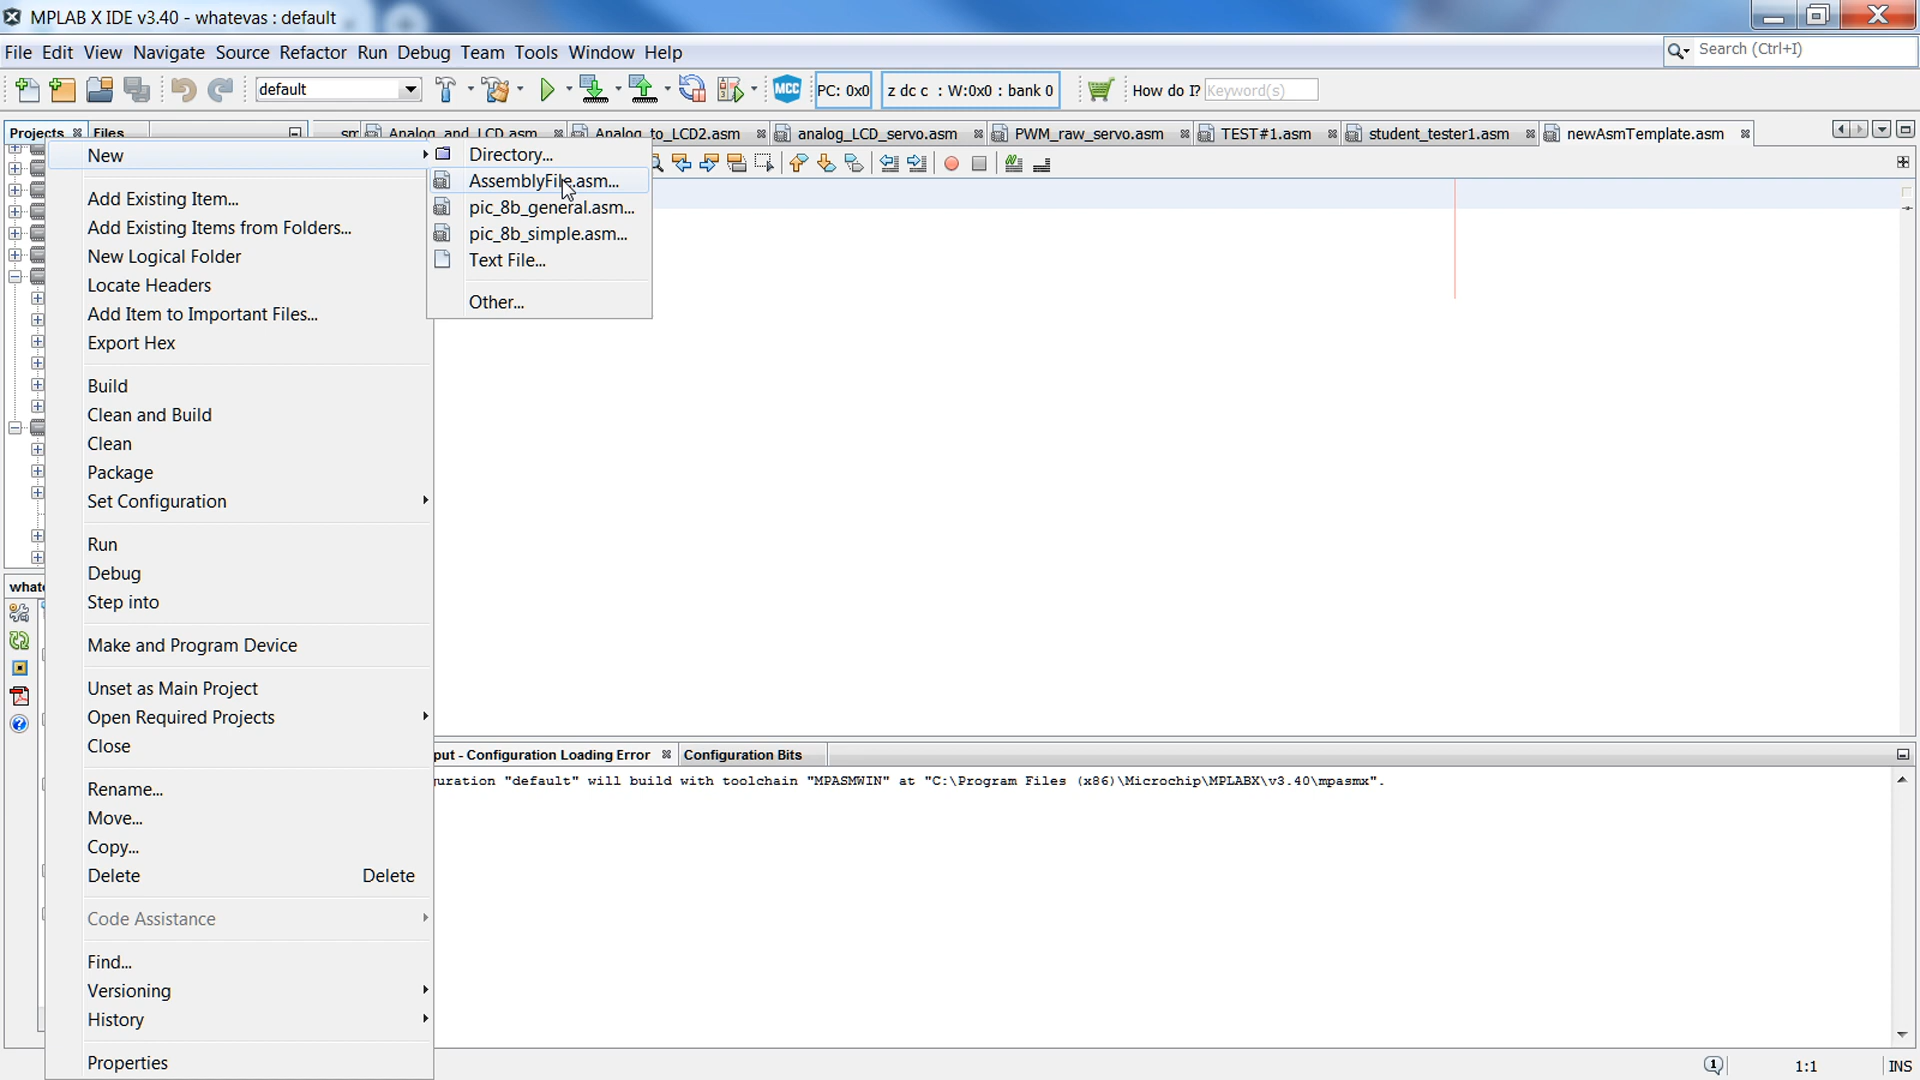 MPLAB X IDE v3.40 - whatevas : default
File Edit View Navigate Source Refactor Run Debug Team Tools Window Help
Search (Ctrl+I)
default
MCC
PC: 0x0
z dc c : W:0x0 : bank 0
How do I? Keyword(s)
Projects Files
Analog_and_LCD.asm Analog_to_LCD2.asm analog_LCD_servo.asm PWM_raw_servo.asm TEST#1.asm student_tester1.asm newAsmTemplate.asm
New
Add Existing Item...
Add Existing Items from Folders...
New Logical Folder
Locate Headers
Add Item to Important Files...
Export Hex
Build
Clean and Build
Clean
Package
Set Configuration
Run
Debug
Step into
Make and Program Device
Unset as Main Project
Open Required Projects
Close
Rename...
Move...
Copy...
Delete Delete
Code Assistance
Find...
Versioning
History
Properties
Directory...
AssemblyFile.asm...
pic_8b_general.asm...
pic_8b_simple.asm...
Text File...
Other...
put - Configuration Loading Error Configuration Bits
uration "default" will build with toolchain "MPASMWIN" at "C:\Program Files (x86)\Microchip\MPLABX\v3.40\mpasmx".
1:1 INS